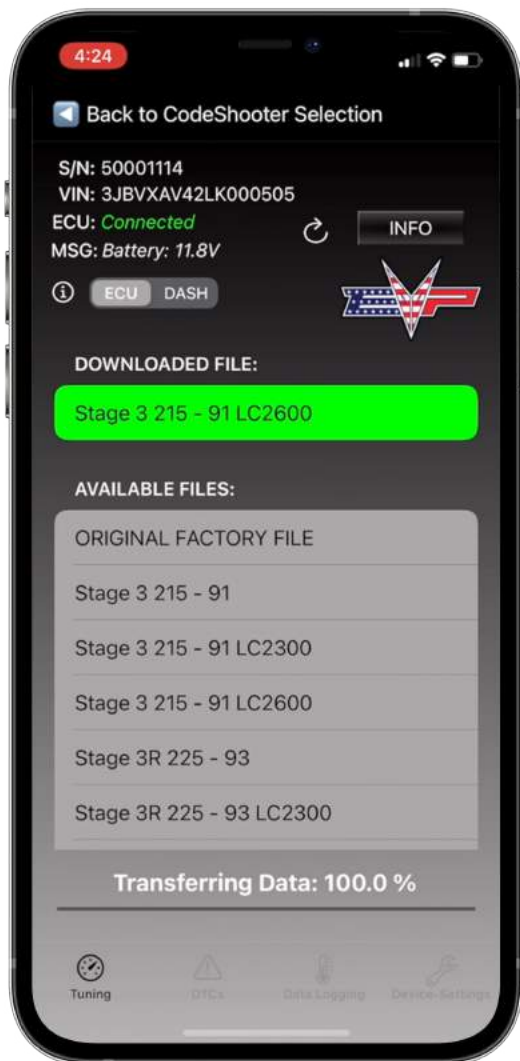 4:24
Back to CodeShooter Selection
S/N: 50001114
VIN: 3JBVXAV42LK000505
ECU: Connected
INFO
MSG: Battery: 11.8V
ECU DASH
EVP
DOWNLOADED FILE:
Stage 3 215 - 91 LC2600
AVAILABLE FILES:
ORIGINAL FACTORY FILE
Stage 3 215 - 91
Stage 3 215 - 91 LC2300
Stage 3 215 - 91 LC2600
Stage 3R 225 - 93
Stage 3R 225 - 93 LC2300
Transferring Data: 100.0 %
Tuning DTCs Data Logging Device-Settings